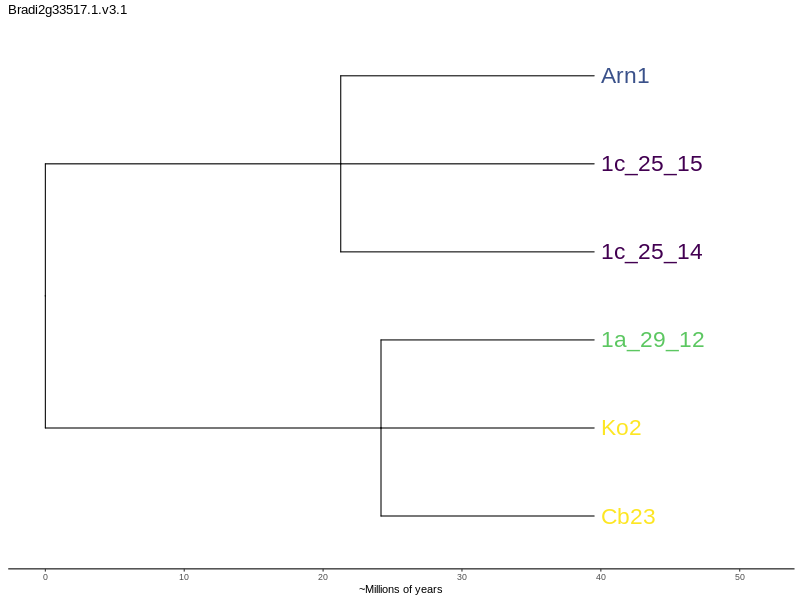 Bradi2g33517.1.v3.1
Arn1
1c_25_15
1c_25_14
1a_29_12
Ko2
Cb23
0 10 20 30 40 50
~Millions of years